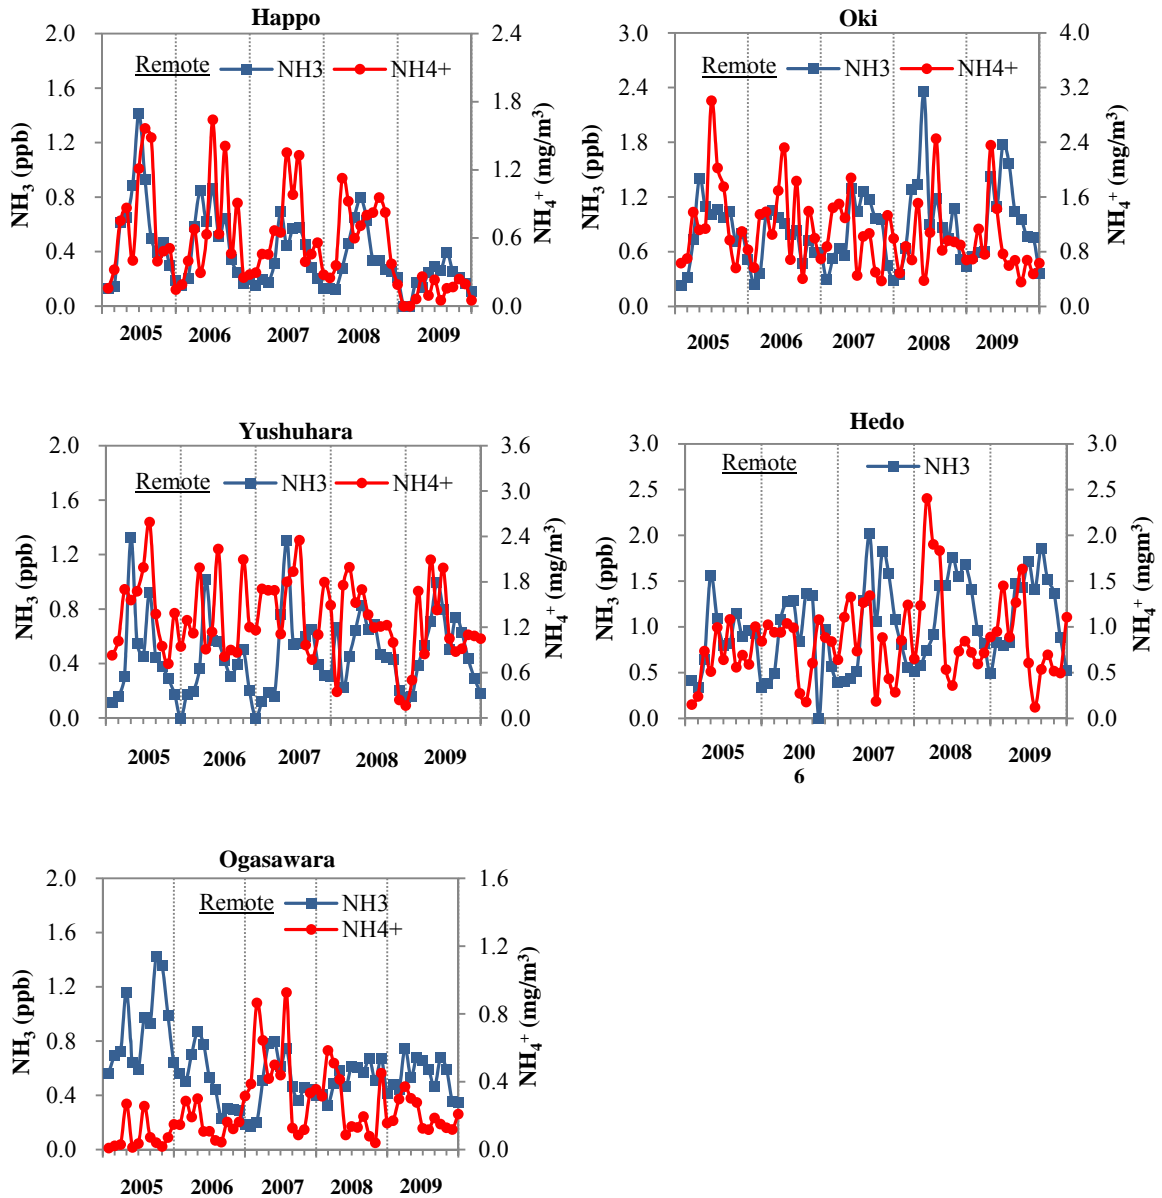 Happo
2.0 2.4
Remote NH3 NH4+
1.6 1.8
1.2
1.2
0.8
0.6
0.4
0.0 0.0
NH₃ (ppb)
NH₄⁺ (mg/m³)
2005 2006 2007 2008 2009
Oki
3.0 4.0
Remote NH3 NH4+
2.4 3.2
1.8 2.4
1.2 1.6
0.6 0.8
0.0 0.0
NH₃ (ppb)
NH₄⁺ (mg/m³)
2005 2006 2007 2008 2009
Yushuhara
2.0 3.6
Remote NH3 NH4+
1.6 3.0
2.4
1.2
1.8
0.8
1.2
0.4 0.6
0.0 0.0
NH₃ (ppb)
NH₄⁺ (mg/m³)
2005 2006 2007 2008 2009
Hedo
3.0 3.0
Remote NH3
2.5 2.5
2.0 2.0
1.5 1.5
1.0 1.0
0.5 0.5
0.0 0.0
NH₃ (ppb)
NH₄⁺ (mgm³)
2005 200 2007 2008 2009
6
Ogasawara
2.0 1.6
Remote NH3
NH4+
1.6 1.2
1.2
0.8
0.8
0.4
0.4
0.0 0.0
NH₃ (ppb)
NH₄⁺ (mg/m³)
2005 2006 2007 2008 2009